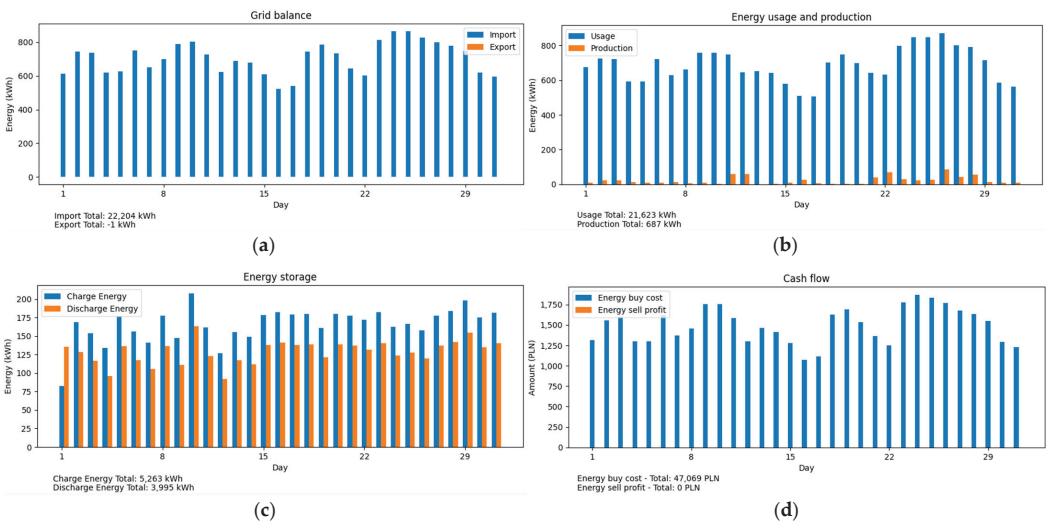 Grid balance
Import
Export
800
600
400
200
0
Energy (kWh)
1 8 15 22 29
Day
Import Total: 22,204 kWh
Export Total: -1 kWh
(a)
Energy usage and production
Usage
Production
800
600
400
200
0
Energy (kWh)
1 8 15 22 29
Day
Usage Total: 21,623 kWh
Production Total: 687 kWh
(b)
Energy storage
Charge Energy
Discharge Energy
200
175
150
125
100
75
50
25
0
Energy (kWh)
1 8 15 22 29
Day
Charge Energy Total: 5,263 kWh
Discharge Energy Total: 3,995 kWh
(c)
Cash flow
Energy buy cost
Energy sell profit
1,750
1,500
1,250
1,000
750
500
250
0
Amount (PLN)
1 8 15 22 29
Day
Energy buy cost - Total: 47,069 PLN
Energy sell profit - Total: 0 PLN
(d)